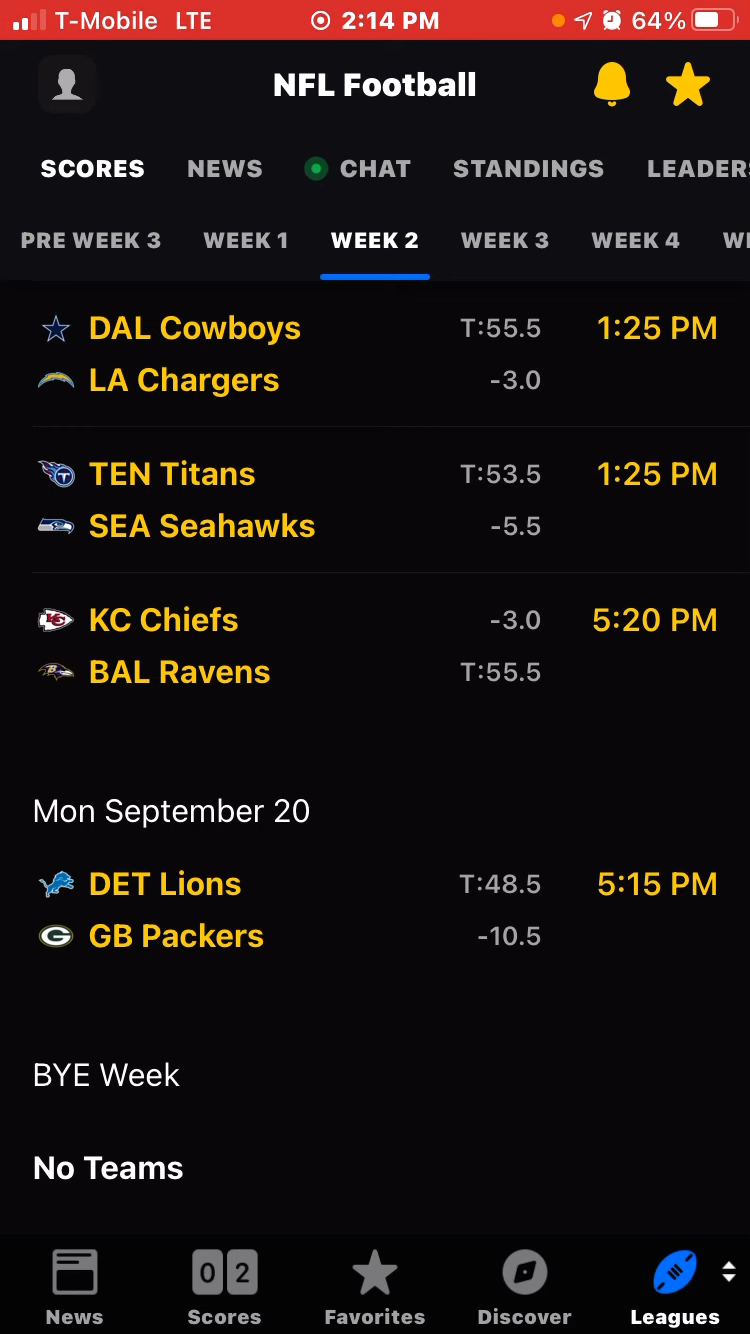 T-Mobile LTE 2:14 PM 64%
NFL Football
SCORES NEWS CHAT STANDINGS LEADERS
PRE WEEK 3 WEEK 1 WEEK 2 WEEK 3 WEEK 4
DAL Cowboys T:55.5 1:25 PM
LA Chargers -3.0
TEN Titans T:53.5 1:25 PM
SEA Seahawks -5.5
KC Chiefs -3.0 5:20 PM
BAL Ravens T:55.5
Mon September 20
DET Lions T:48.5 5:15 PM
GB Packers -10.5
BYE Week
No Teams
0 2
News Scores Favorites Discover Leagues